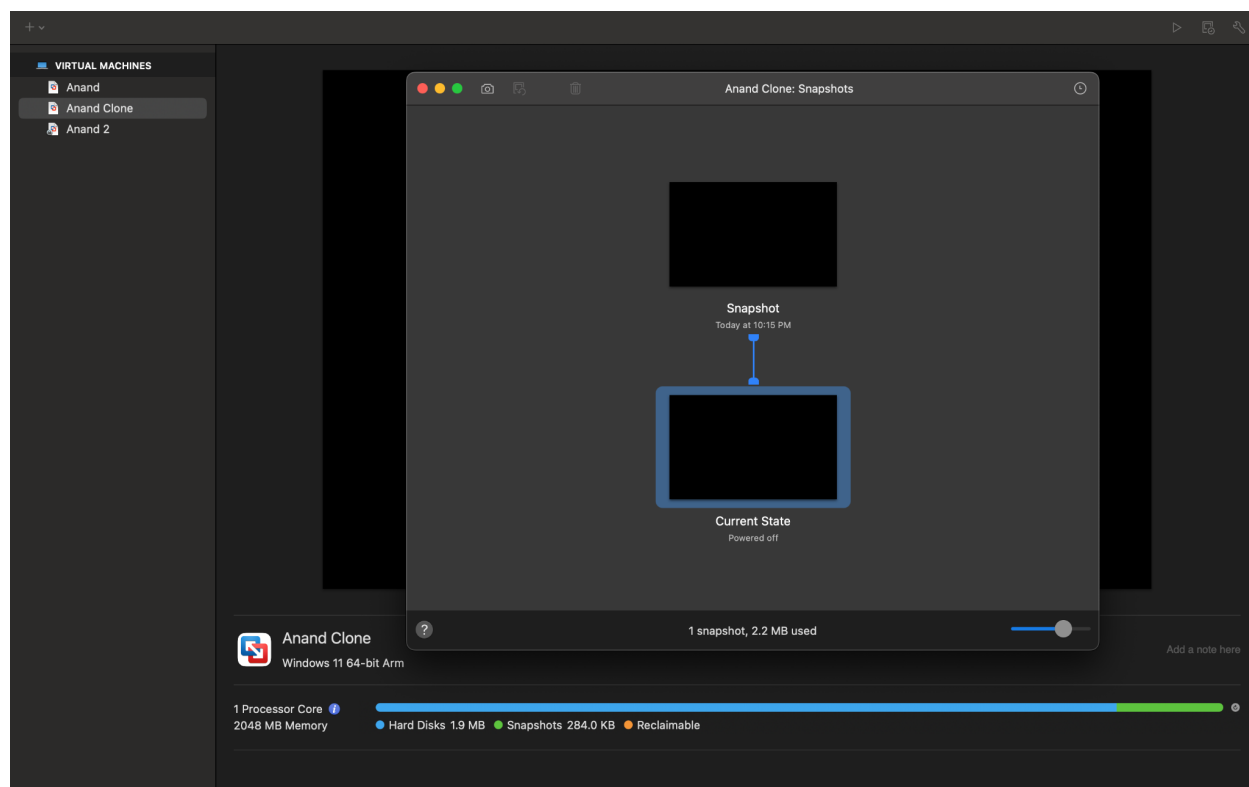 VIRTUAL MACHINES
Anand
Anand Clone
Anand 2
Anand Clone: Snapshots
Snapshot
Today at 10:15 PM
Current State
Powered off
?
1 snapshot, 2.2 MB used
Anand Clone
Windows 11 64-bit Arm
Add a note here
1 Processor Core
2048 MB Memory
Hard Disks 1.9 MB Snapshots 284.0 KB Reclaimable